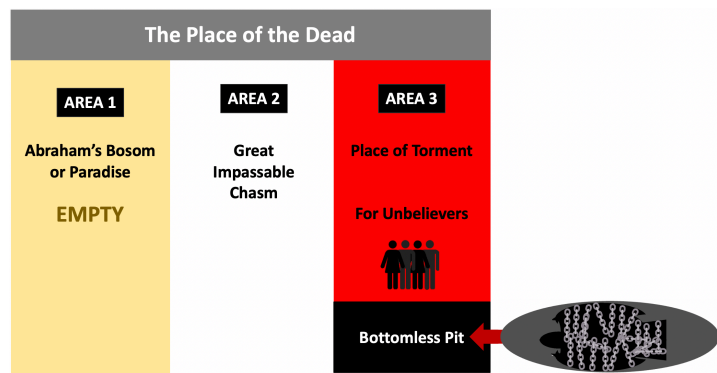 The Place of the Dead
AREA 1
Abraham's Bosom
or Paradise
EMPTY
AREA 2
Great
Impassable
Chasm
AREA 3
Place of Torment
For Unbelievers
Bottomless Pit